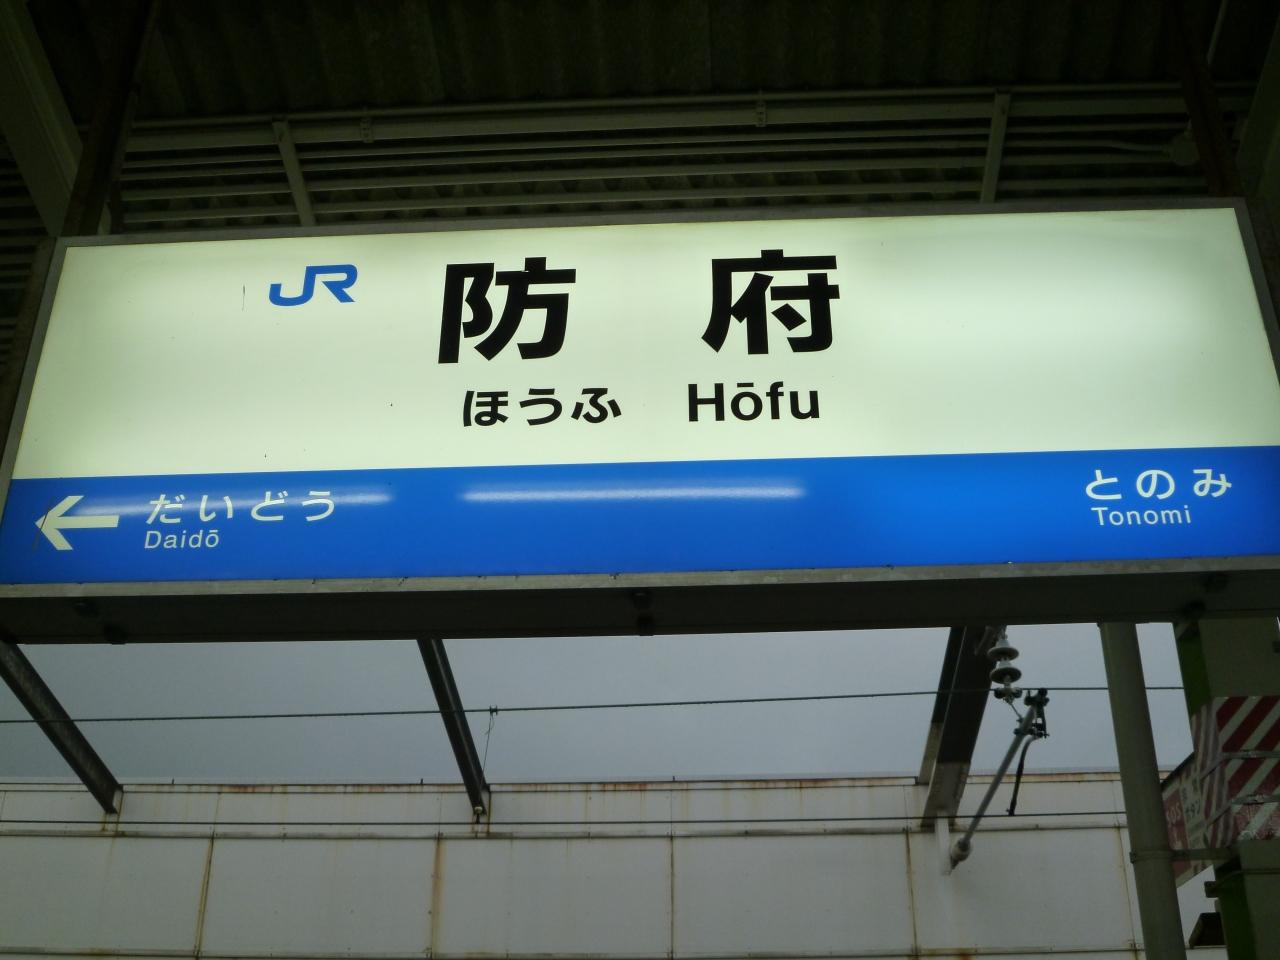 JR 防府
ほうふ Hōfu
← だいどう
Daidō
とのみ
Tonomi